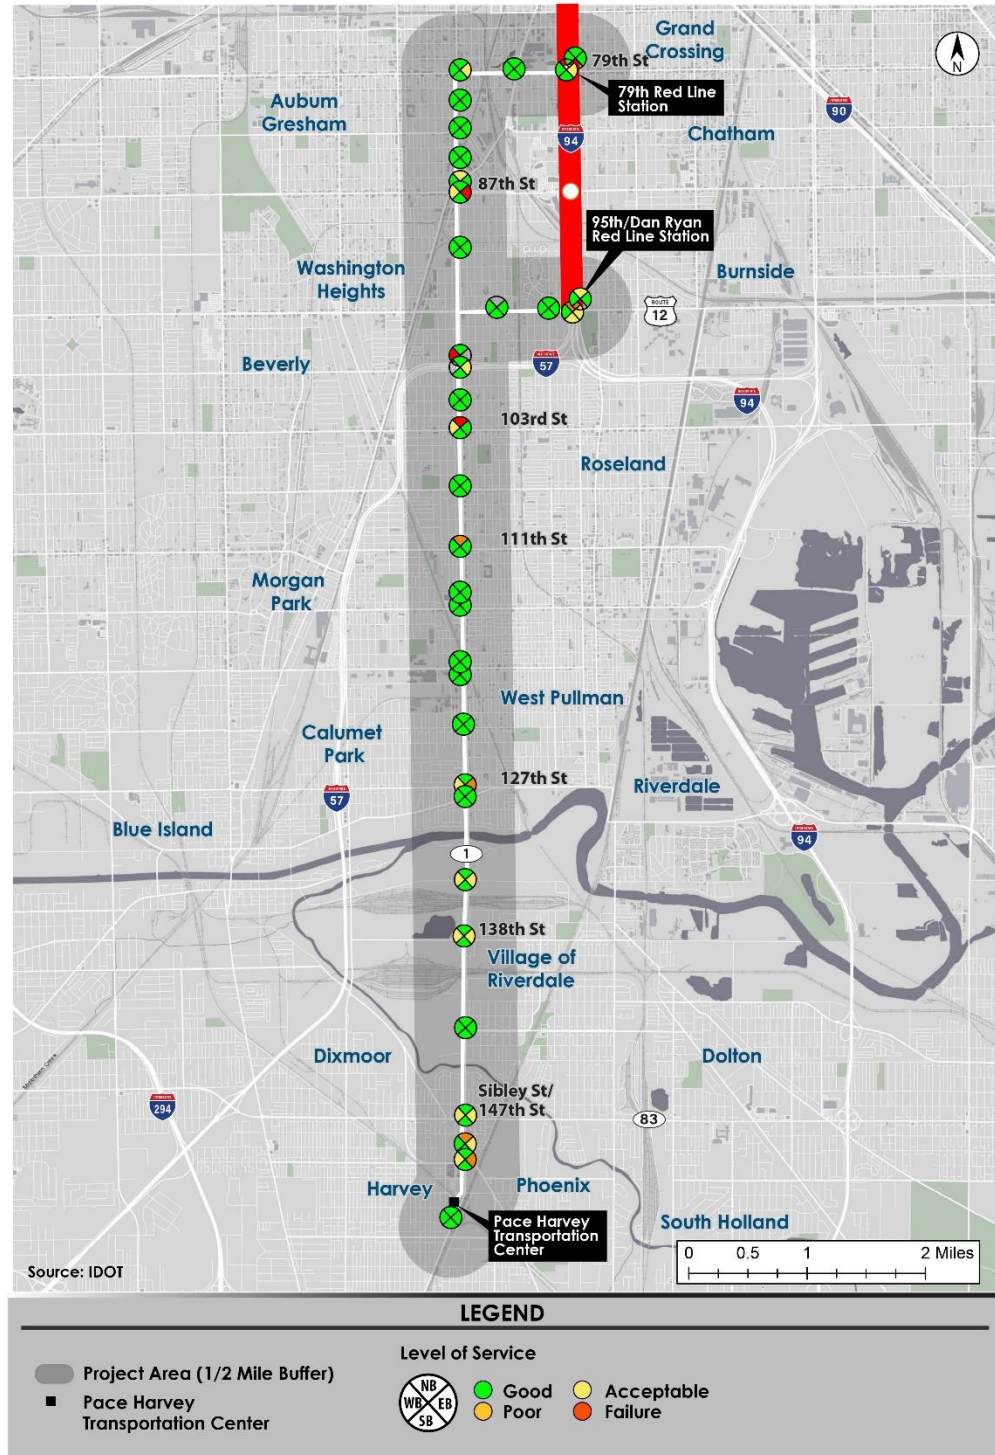 Grand
Crossing
N
79th St
79th Red Line
Station
Auburn
Gresham
90
Chatham
94
87th St
95th/Dan Ryan
Red Line Station
Washington
Heights
Burnside
ROUTE
12
Beverly
57
94
103rd St
Roseland
111th St
Morgan
Park
West Pullman
Calumet
Park
127th St
Riverdale
57
Blue Island
94
1
138th St
Village of
Riverdale
Dixmoor
Dolton
Sibley St/
147th St
294
83
Harvey
Phoenix
Pace Harvey
Transportation
Center
South Holland
0 0.5 1 2 Miles
Source: IDOT
LEGEND
Level of Service
Project Area (1/2 Mile Buffer)
Pace Harvey
Transportation Center
NB
WB EB
SB
Good Acceptable
Poor Failure